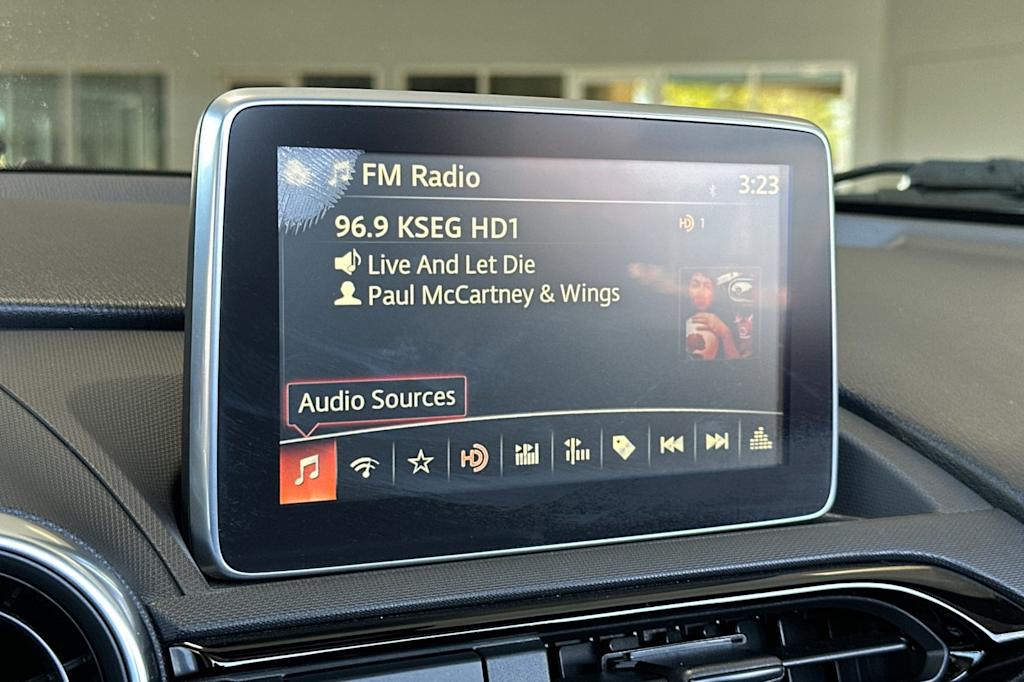 FM Radio
3:23
96.9 KSEG HD1
HD 1
Live And Let Die
Paul McCartney & Wings
Audio Sources
HD